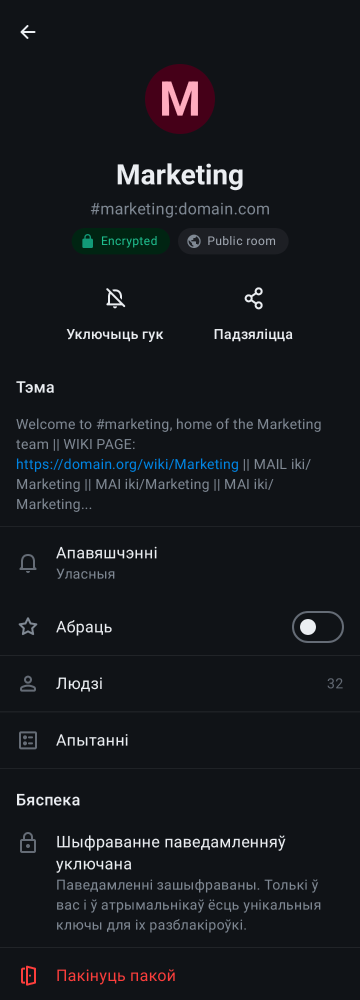 M
Marketing
#marketing:domain.com
Encrypted
Public room
Уключыць гук
Падзяліцца
Тэма
Welcome to #marketing, home of the Marketing
team || WIKI PAGE:
https://domain.org/wiki/Marketing || MAIL iki/
Marketing || MAI iki/Marketing || MAI iki/
Marketing...
Апавяшчэнні
Уласныя
Абраць
Людзі
32
Апытанні
Бяспека
Шыфраванне паведамленняў
уключана
Паведамленні зашыфраваны. Толькі ў
вас і ў атрымальнікаў ёсць унікальныя
ключы для іх разблакіроўкі.
Пакінуць пакой